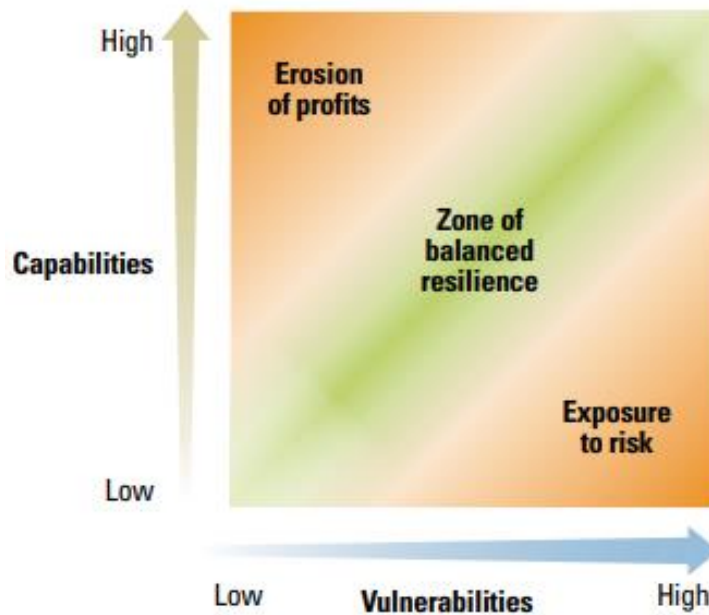 High
Erosion
of profits
Zone of
balanced
resilience
Capabilities
Exposure
to risk
Low
Low
Vulnerabilities
High